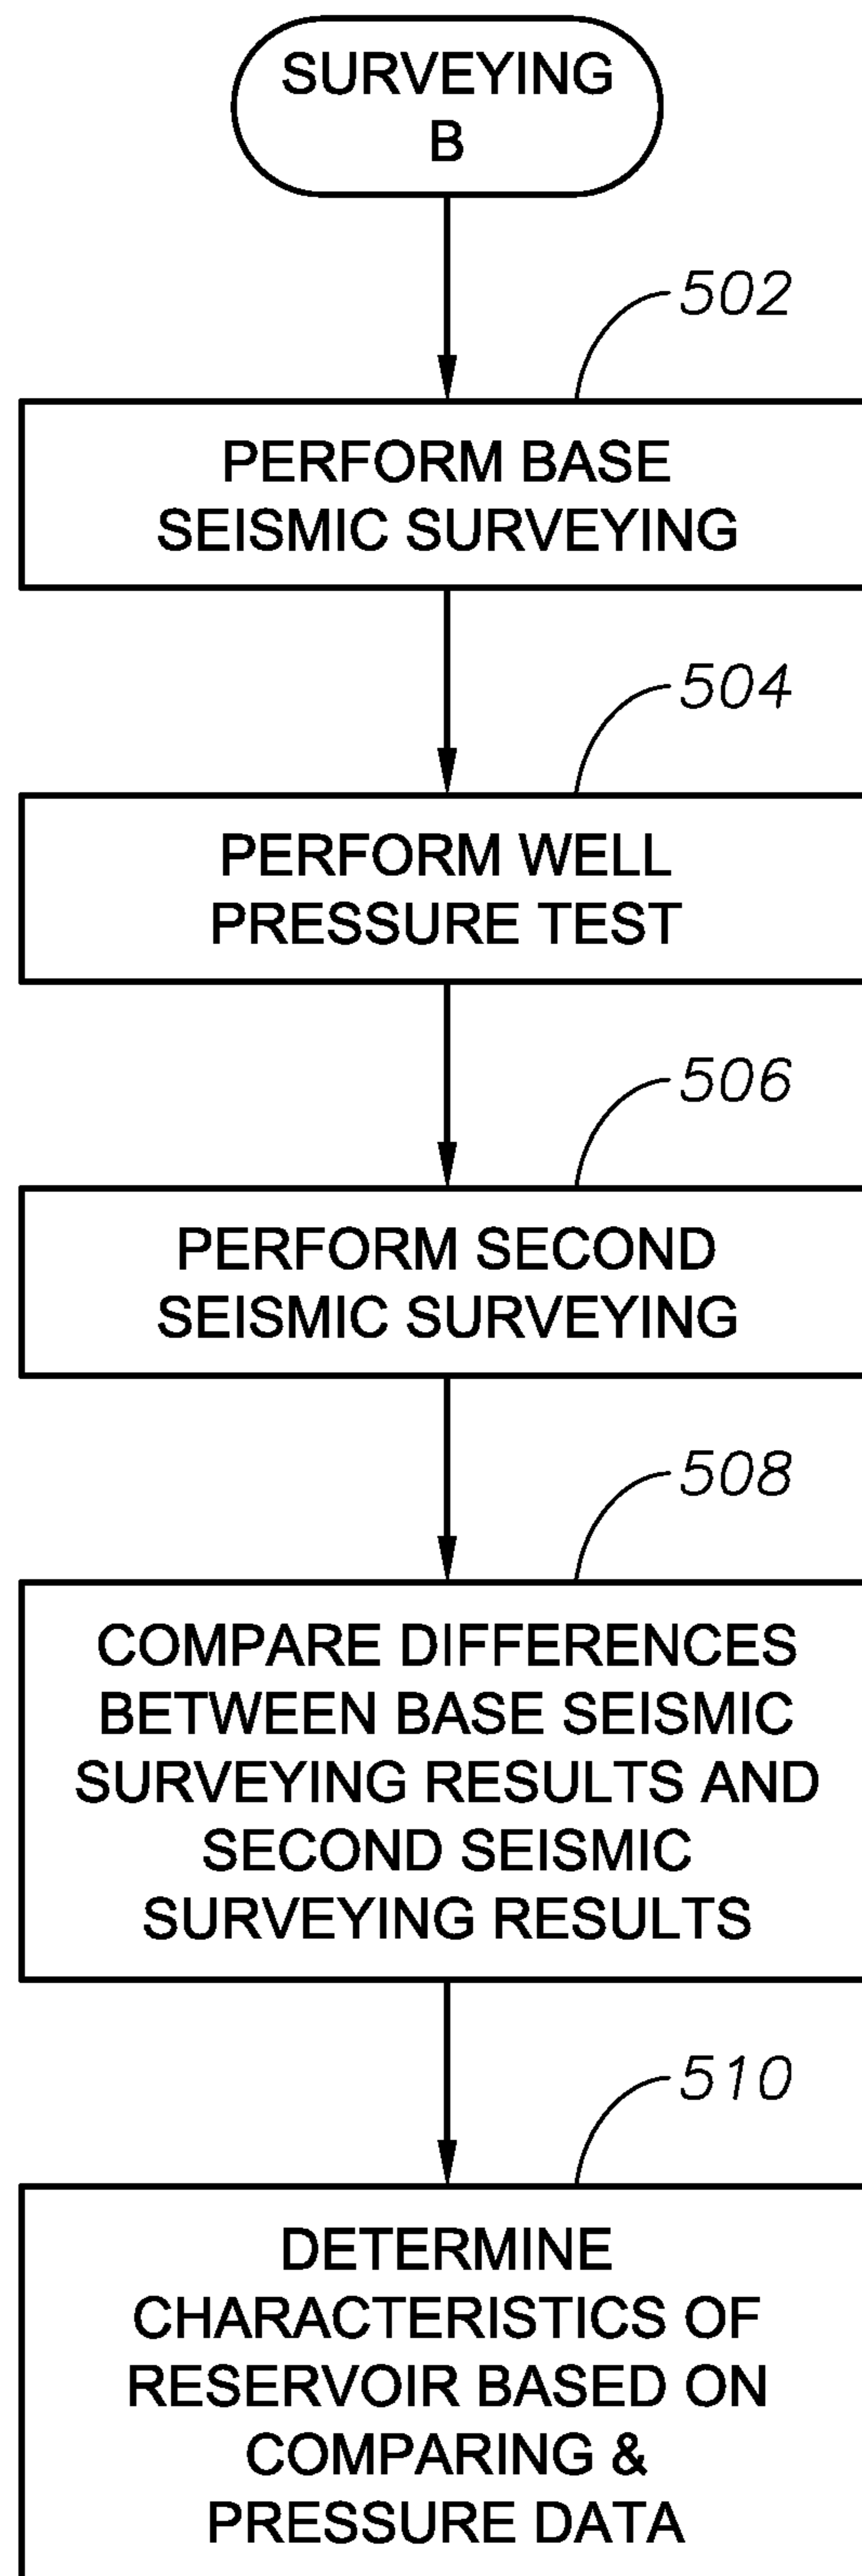 SURVEYING
B
502
PERFORM BASE
SEISMIC SURVEYING
504
PERFORM WELL
PRESSURE TEST
506
PERFORM SECOND
SEISMIC SURVEYING
508
COMPARE DIFFERENCES
BETWEEN BASE SEISMIC
SURVEYING RESULTS AND
SECOND SEISMIC
SURVEYING RESULTS
510
DETERMINE
CHARACTERISTICS OF
RESERVOIR BASED ON
COMPARING &
PRESSURE DATA